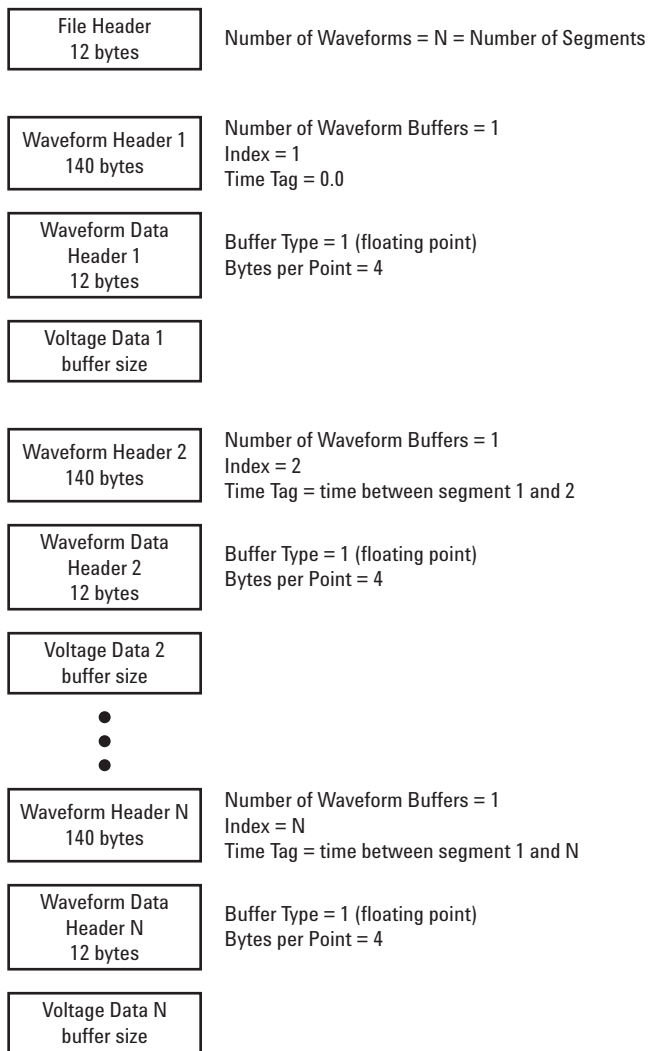 File Header
12 bytes
Number of Waveforms = N = Number of Segments
Waveform Header 1
140 bytes
Number of Waveform Buffers = 1
Index = 1
Time Tag = 0.0
Waveform Data
Header 1
12 bytes
Buffer Type = 1 (floating point)
Bytes per Point = 4
Voltage Data 1
buffer size
Waveform Header 2
140 bytes
Number of Waveform Buffers = 1
Index = 2
Time Tag = time between segment 1 and 2
Waveform Data
Header 2
12 bytes
Buffer Type = 1 (floating point)
Bytes per Point = 4
Voltage Data 2
buffer size
Waveform Header N
140 bytes
Number of Waveform Buffers = 1
Index = N
Time Tag = time between segment 1 and N
Waveform Data
Header N
12 bytes
Buffer Type = 1 (floating point)
Bytes per Point = 4
Voltage Data N
buffer size